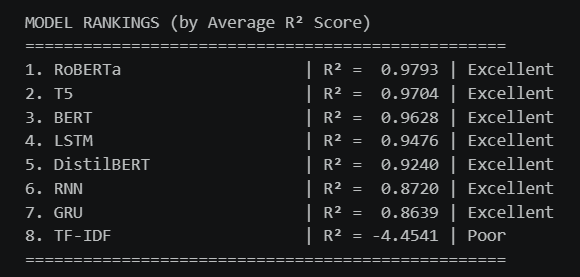 MODEL RANKINGS (by Average R² Score)
==================================================
1. RoBERTa | R² = 0.9793 | Excellent
2. T5 | R² = 0.9704 | Excellent
3. BERT | R² = 0.9628 | Excellent
4. LSTM | R² = 0.9476 | Excellent
5. DistilBERT | R² = 0.9240 | Excellent
6. RNN | R² = 0.8720 | Excellent
7. GRU | R² = 0.8639 | Excellent
8. TF-IDF | R² = -4.4541 | Poor
==================================================